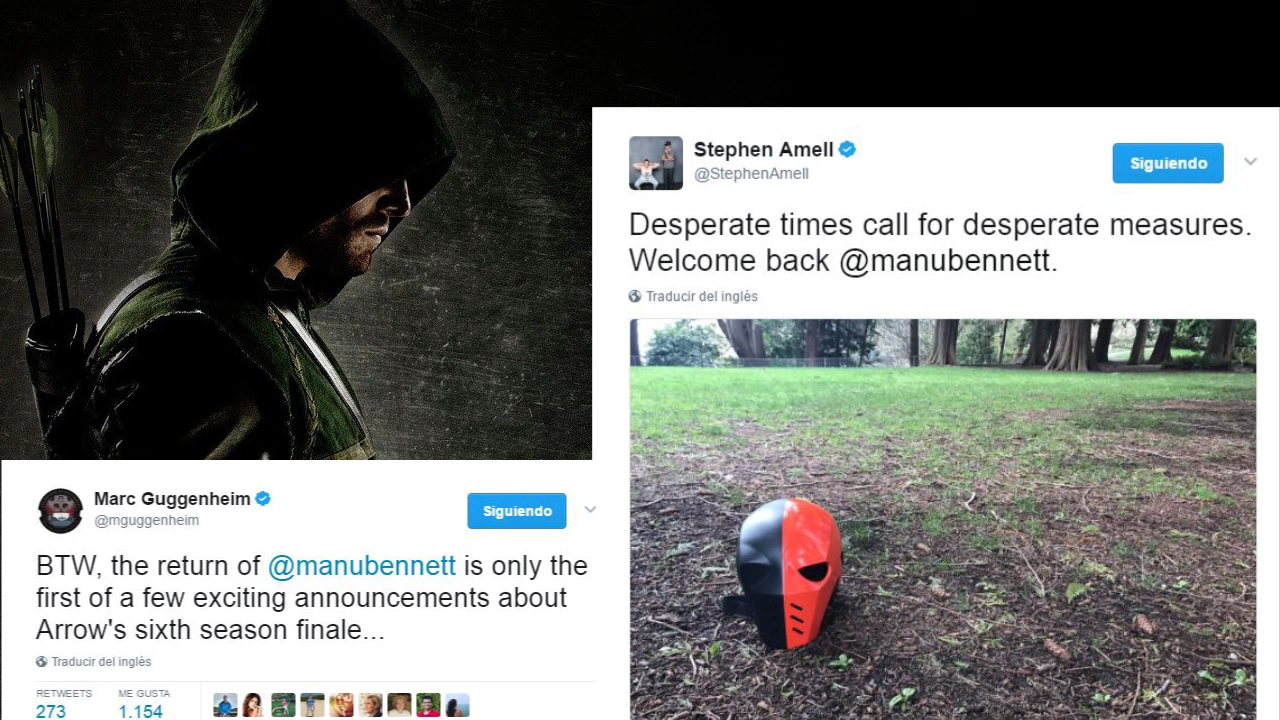 Stephen Amell
@StephenAmell
Siguiendo
Desperate times call for desperate measures.
Welcome back @manubennett.
Traducir del inglés
Marc Guggenheim
@mguggenheim
Siguiendo
BTW, the return of @manubennett is only the
first of a few exciting announcements about
Arrow's sixth season finale...
Traducir del inglés
RETWEETS ME GUSTA
273 1.154